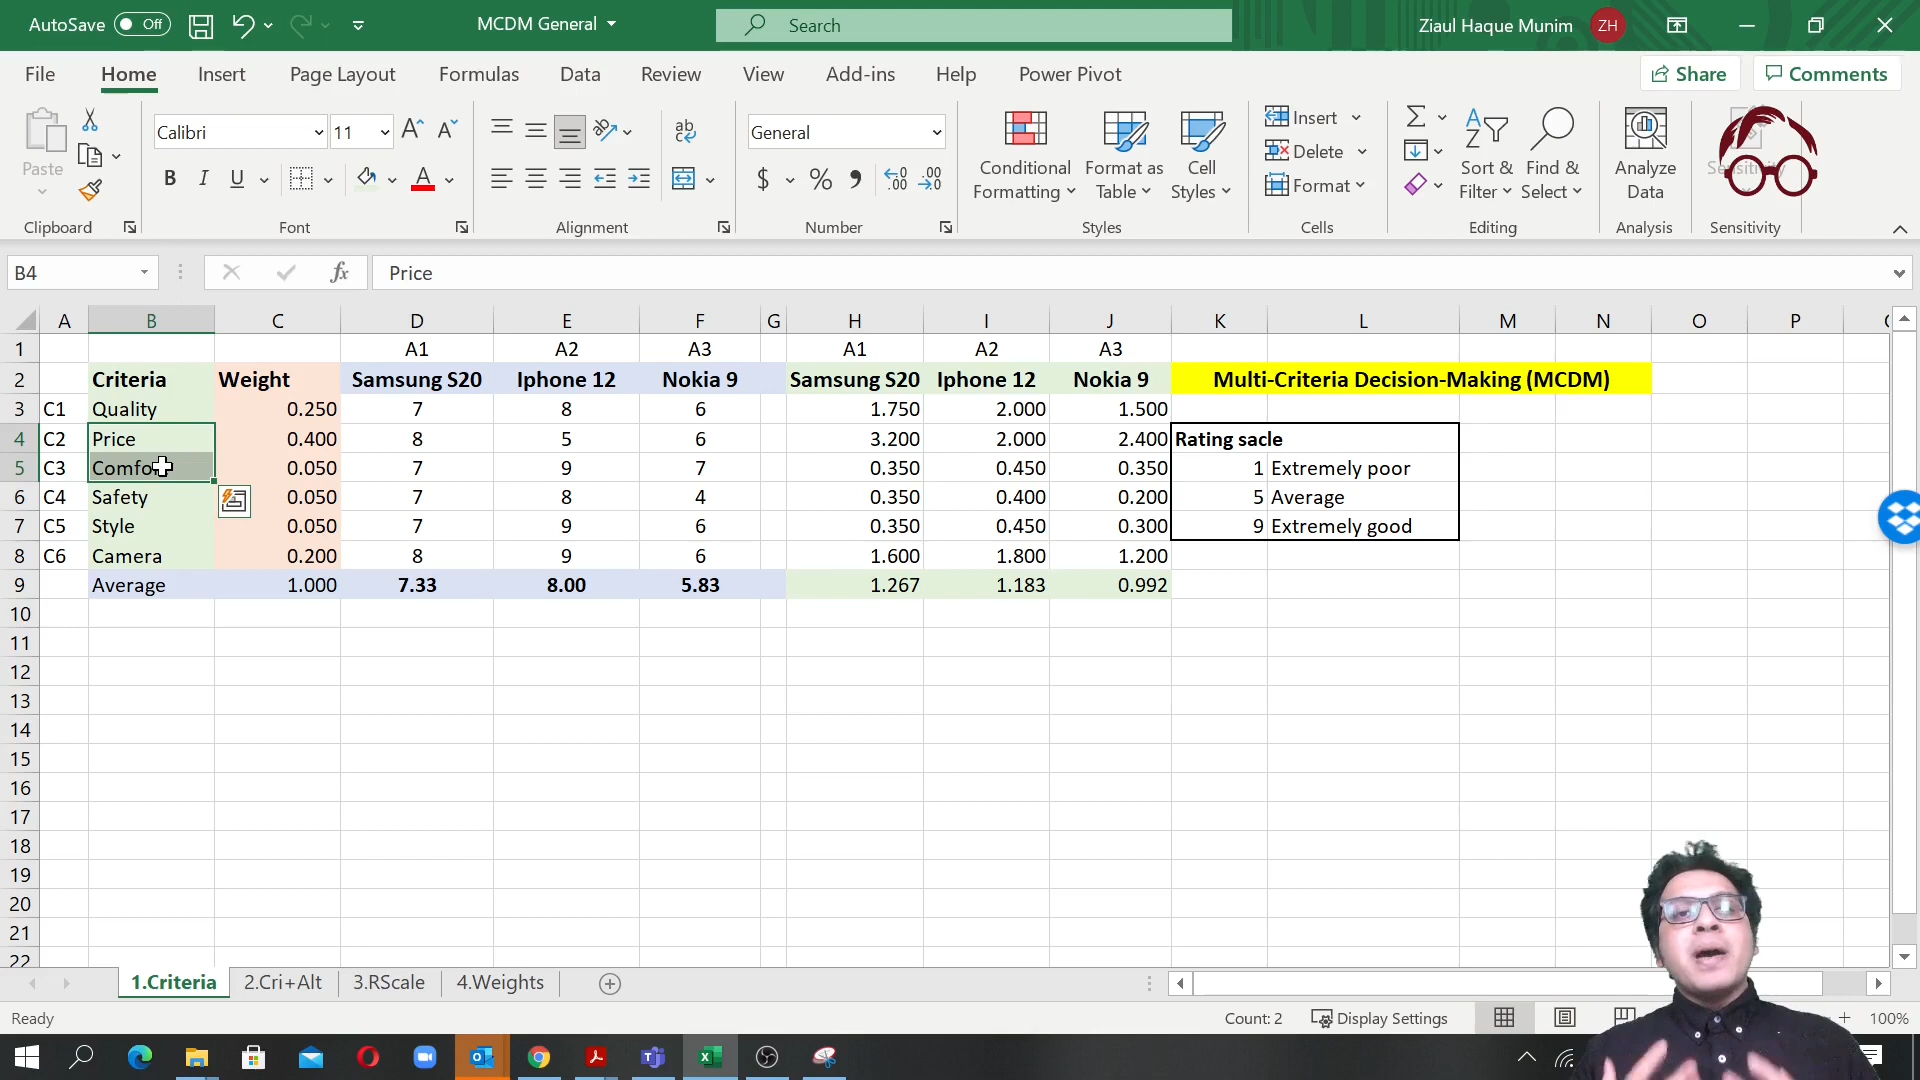 AutoSave Off MCDM General Search Ziaul Haque Munim ZH
File Home Insert Page Layout Formulas Data Review View Add-ins Help Power Pivot Share Comments
Paste Calibri 11 General Conditional Formatting Format as Table Cell Styles Insert Delete Format Sort & Filter Find & Select Analyze Data Sensitivity
B I U A $ %
Clipboard Font Alignment Number Styles Cells Editing Analysis Sensitivity
B4 fx Price
A B C D E F G H I J K L M N O P
1 A1 A2 A3 A1 A2 A3
2 Criteria Weight Samsung S20 Iphone 12 Nokia 9 Samsung S20 Iphone 12 Nokia 9 Multi-Criteria Decision-Making (MCDM)
3 C1 Quality 0.250 7 8 6 1.750 2.000 1.500
4 C2 Price 0.400 8 5 6 3.200 2.000 2.400 Rating sacle
5 C3 Comfo 0.050 7 9 7 0.350 0.450 0.350 1 Extremely poor
6 C4 Safety 0.050 7 8 4 0.350 0.400 0.200 5 Average
7 C5 Style 0.050 7 9 6 0.350 0.450 0.300 9 Extremely good
8 C6 Camera 0.200 8 9 6 1.600 1.800 1.200
9 Average 1.000 7.33 8.00 5.83 1.267 1.183 0.992
10
11
12
13
14
15
16
17
18
19
20
21
22
1.Criteria 2.Cri+Alt 3.RScale 4.Weights
Ready Count: 2 Display Settings 100%